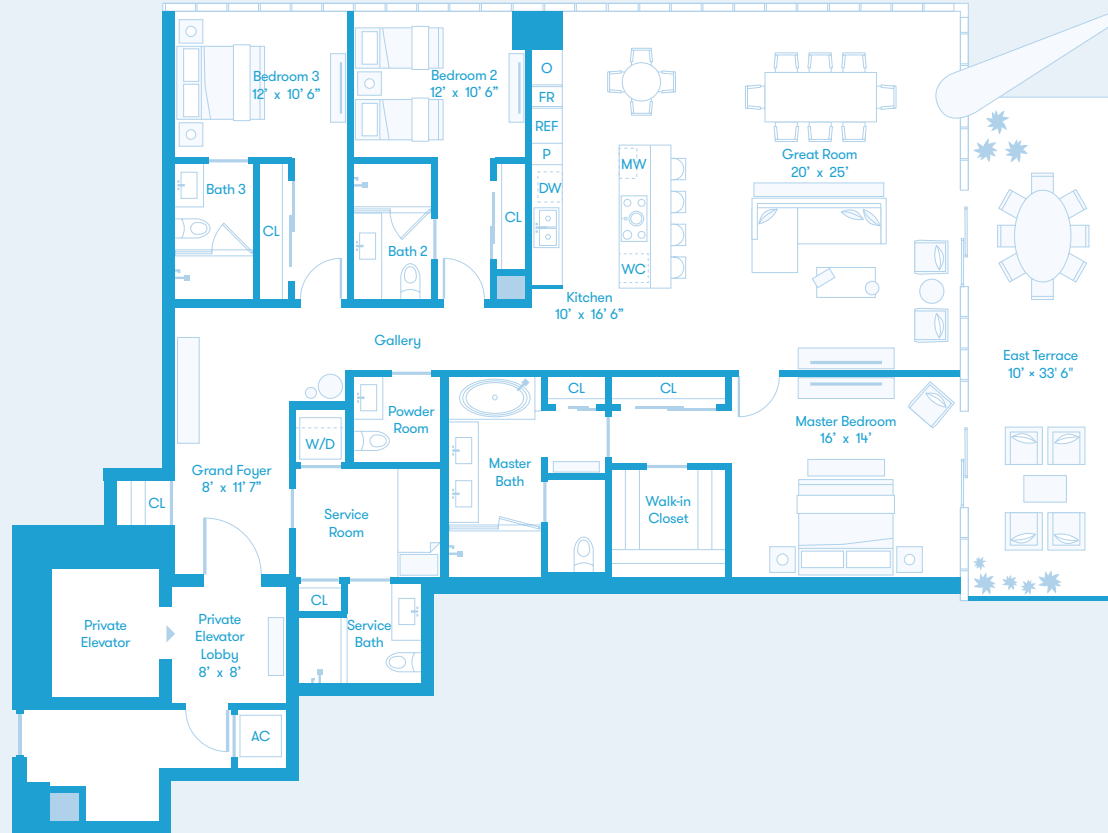 Bedroom 3
12’ x 10’ 6”
Bedroom 2
12’ x 10’ 6”
O
FR
REF
P
DW
MW
WC
Great Room
20’ x 25’
Bath 3
CL
Bath 2
CL
Kitchen
10’ x 16’ 6”
Gallery
East Terrace
10’ × 33' 6"
CL
CL
Powder
Room
Master Bedroom
16’ x 14’
W/D
Grand Foyer
8’ x 11’ 7”
Master
Bath
CL
Service
Room
Walk-in
Closet
CL
Private
Elevator
Private
Elevator
Lobby
8’ x 8’
Service
Bath
AC